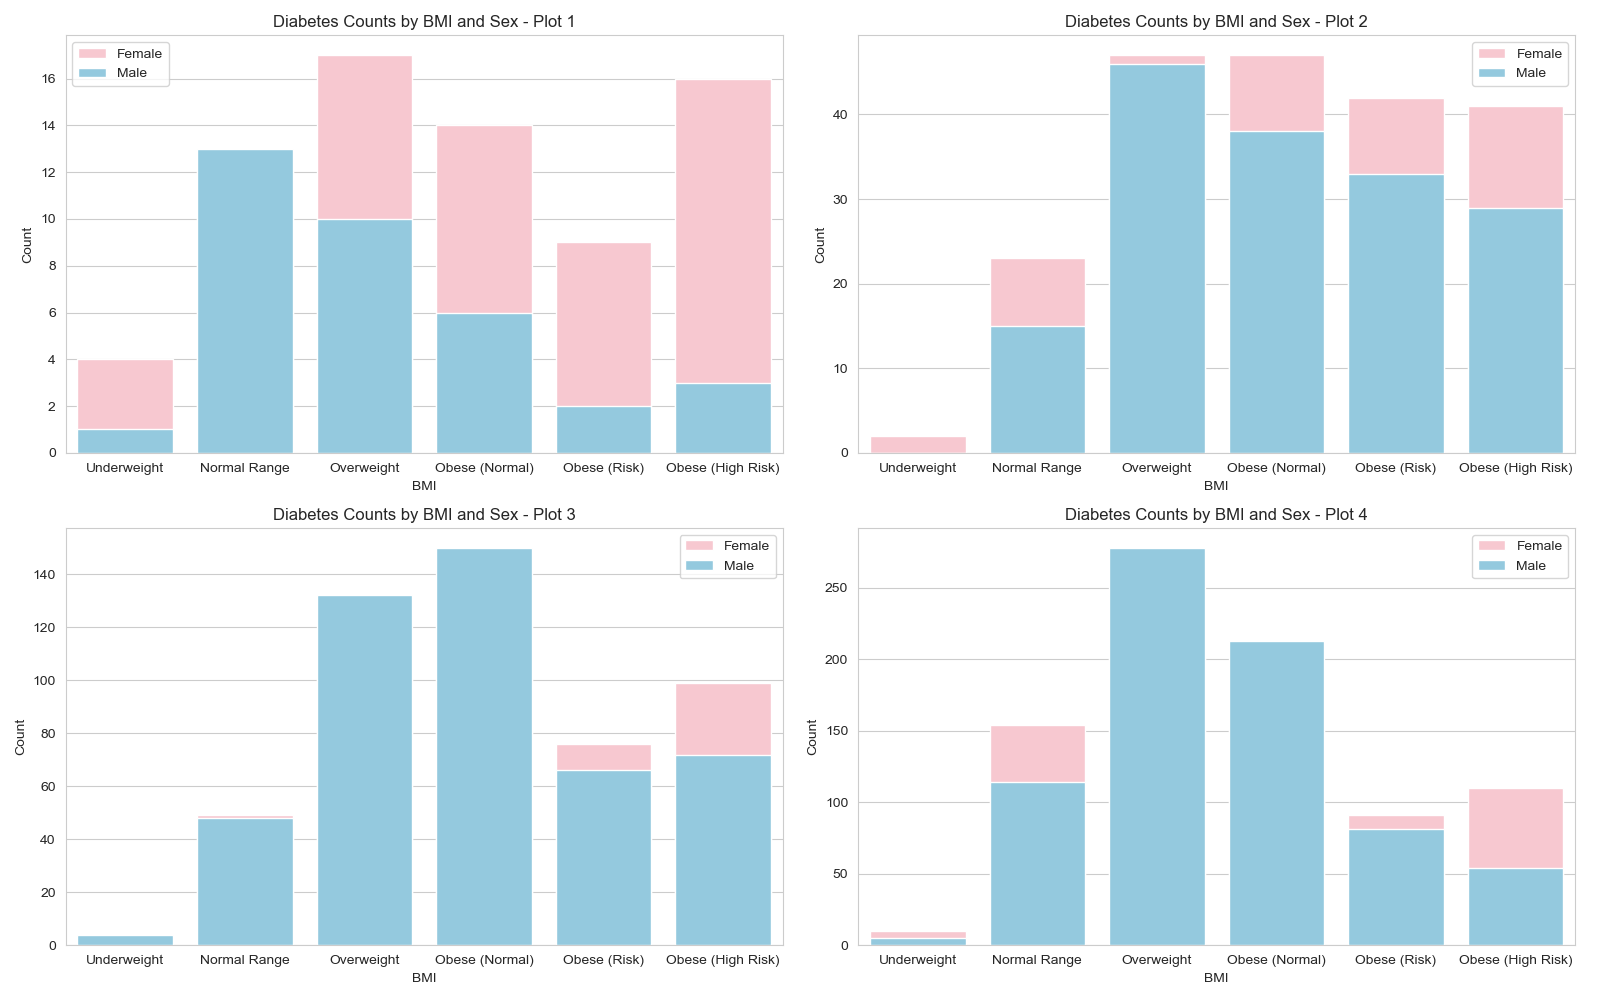 Diabetes Counts by BMI and Sex - Plot 1
Female
Male
16
14
12
10
8
6
4
2
0
Count
Underweight
Normal Range
Overweight
Obese (Normal)
Obese (Risk)
Obese (High Risk)
BMI
Diabetes Counts by BMI and Sex - Plot 2
Female
Male
40
30
20
10
0
Count
Underweight
Normal Range
Overweight
Obese (Normal)
Obese (Risk)
Obese (High Risk)
BMI
Diabetes Counts by BMI and Sex - Plot 3
Female
Male
140
120
100
80
60
40
20
0
Count
Underweight
Normal Range
Overweight
Obese (Normal)
Obese (Risk)
Obese (High Risk)
BMI
Diabetes Counts by BMI and Sex - Plot 4
Female
Male
250
200
150
100
50
0
Count
Underweight
Normal Range
Overweight
Obese (Normal)
Obese (Risk)
Obese (High Risk)
BMI